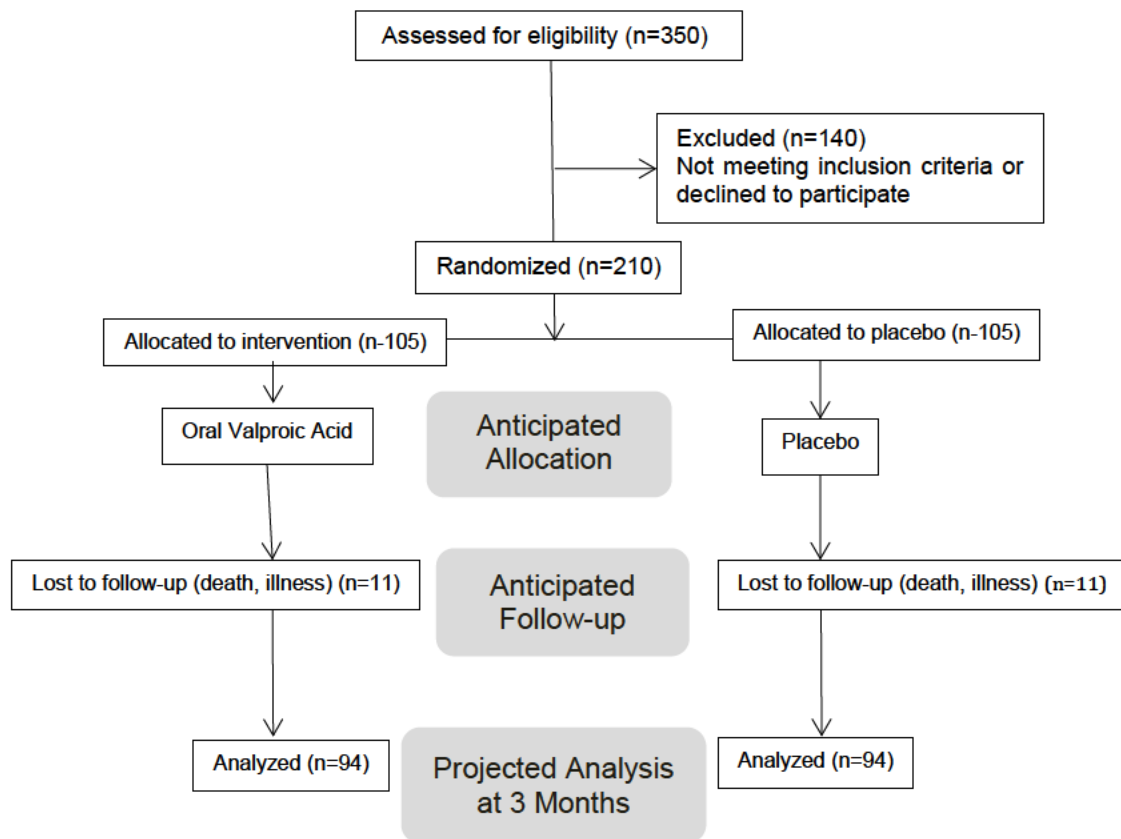 Assessed for eligibility (n=350)
Excluded (n=140)
Not meeting inclusion criteria or
declined to participate
Randomized (n=210)
Allocated to intervention (n-105)
Allocated to placebo (n-105)
Oral Valproic Acid
Anticipated
Allocation
Placebo
Lost to follow-up (death, illness) (n=11)
Anticipated
Follow-up
Lost to follow-up (death, illness) (n=11)
Analyzed (n=94)
Projected Analysis
at 3 Months
Analyzed (n=94)